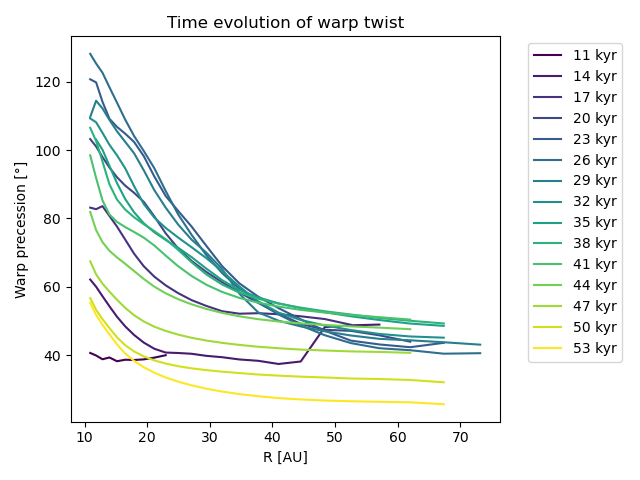 Time evolution of warp twist
Warp precession [°]
120
100
80
60
40
10 20 30 40 50 60 70
R [AU]
11 kyr
14 kyr
17 kyr
20 kyr
23 kyr
26 kyr
29 kyr
32 kyr
35 kyr
38 kyr
41 kyr
44 kyr
47 kyr
50 kyr
53 kyr